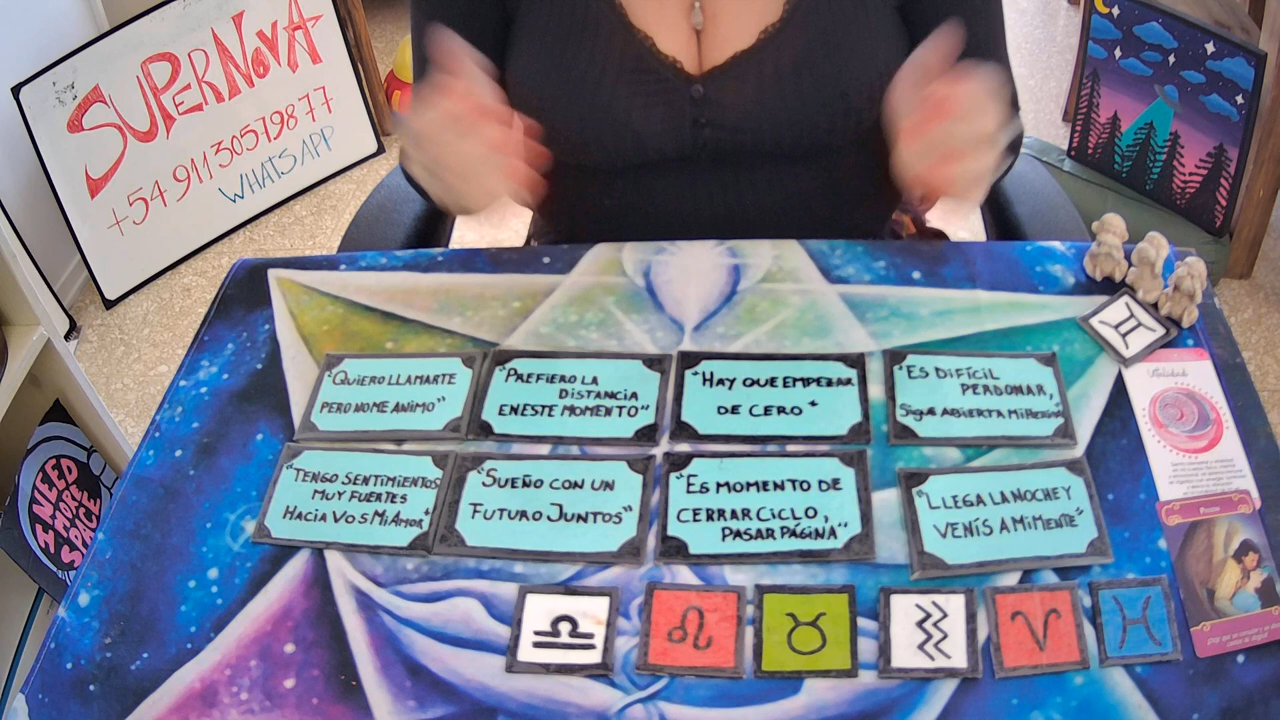 SUPERNOVA
+54 911 30579877
WHATSAPP
I NEED
MORE
SPACE
"QUIERO LLAMARTE
PERO NO ME ANIMO"
"PREFIERO LA
DISTANCIA
EN ESTE MOMENTO"
"HAY QUE EMPEZAR
DE CERO"
"ES DIFÍCIL
PERDONAR,
SIGUE ABIERTA MI HERIDA"
"TENGO SENTIMIENTOS
MUY FUERTES
HACIA VOS MI AMOR"
"SUEÑO CON UN
FUTURO JUNTOS"
"ES MOMENTO DE
CERRAR CICLO,
PASAR PÁGINA"
"LLEGA LA NOCHE Y
VENÍS A MI MENTE"
Vitalidad